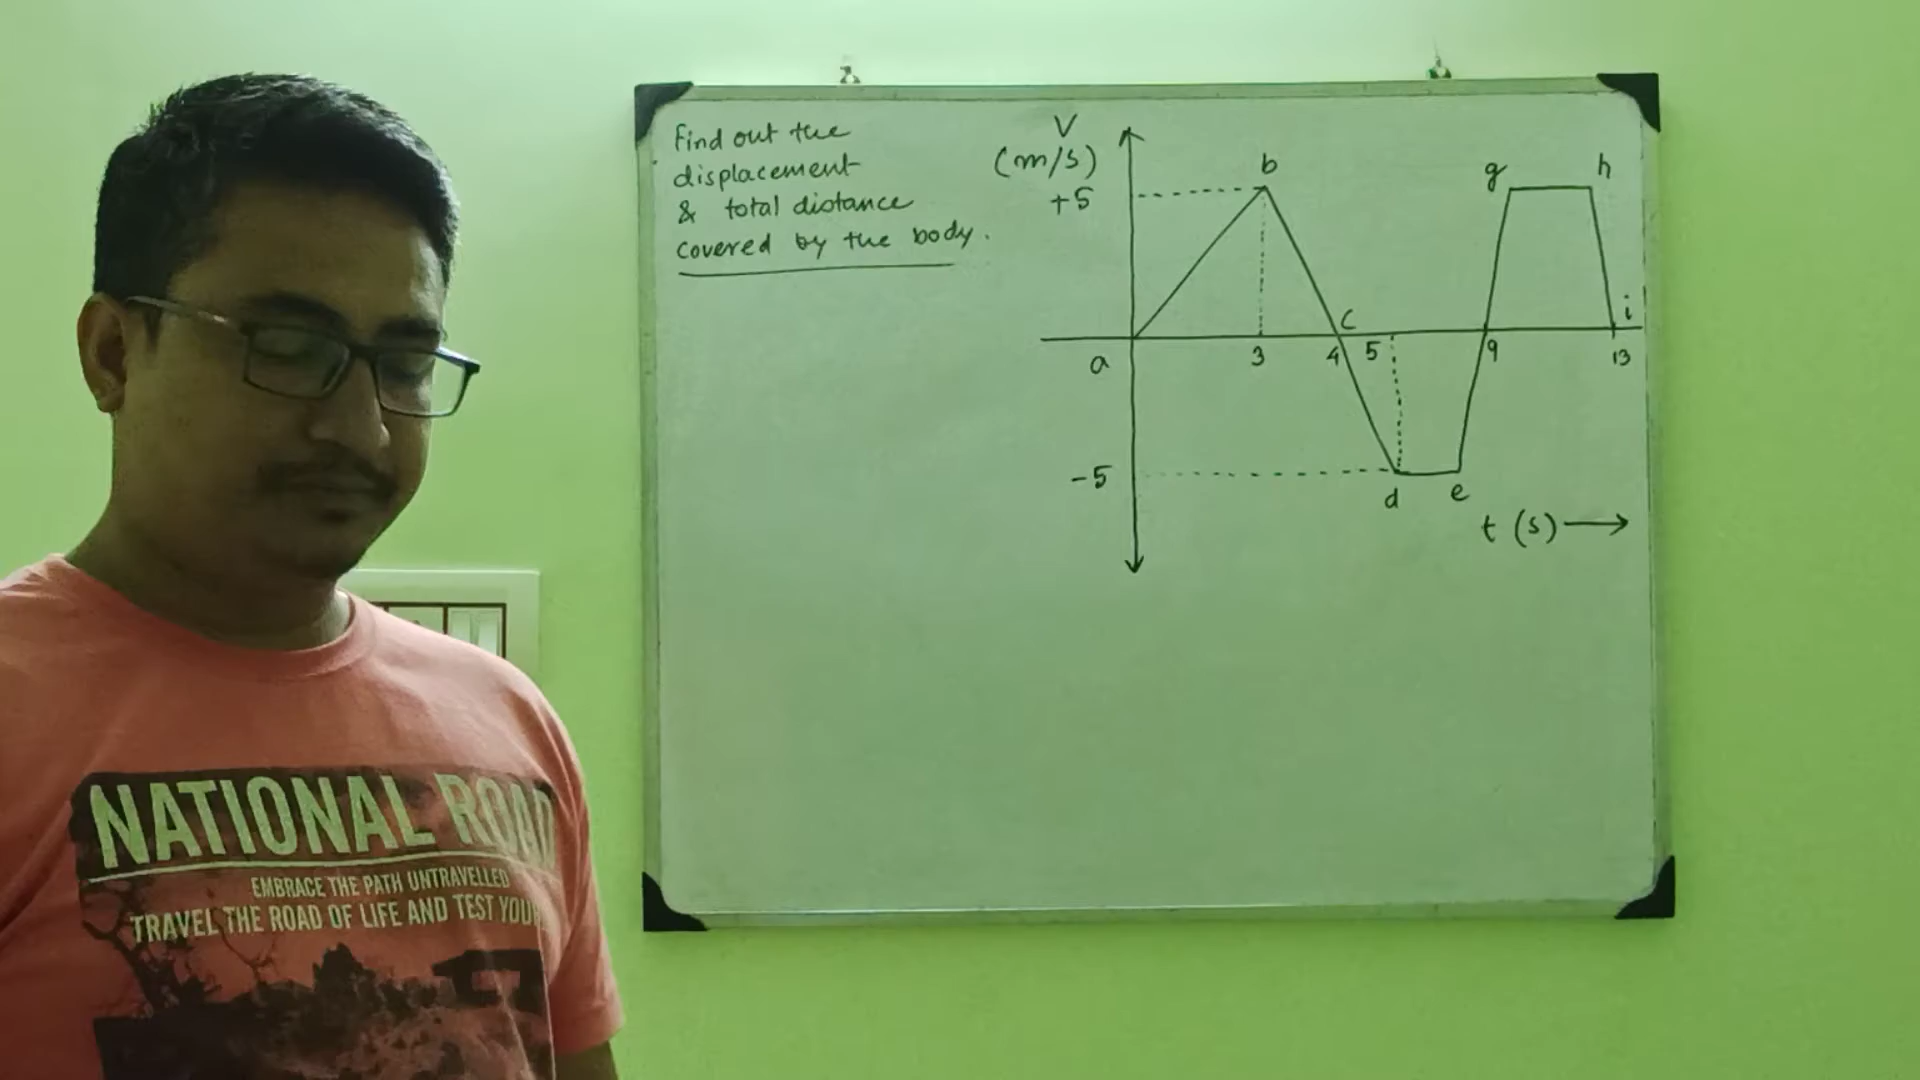 Find out the
displacement
& total distance
covered by the body.
V
(m/s)
+5
-5
a
b
c
d
e
g
h
i
3
4
5
9
13
t (s)
NATIONAL ROAD
EMBRACE THE PATH UNTRAVELLED
TRAVEL THE ROAD OF LIFE AND TEST YOUR